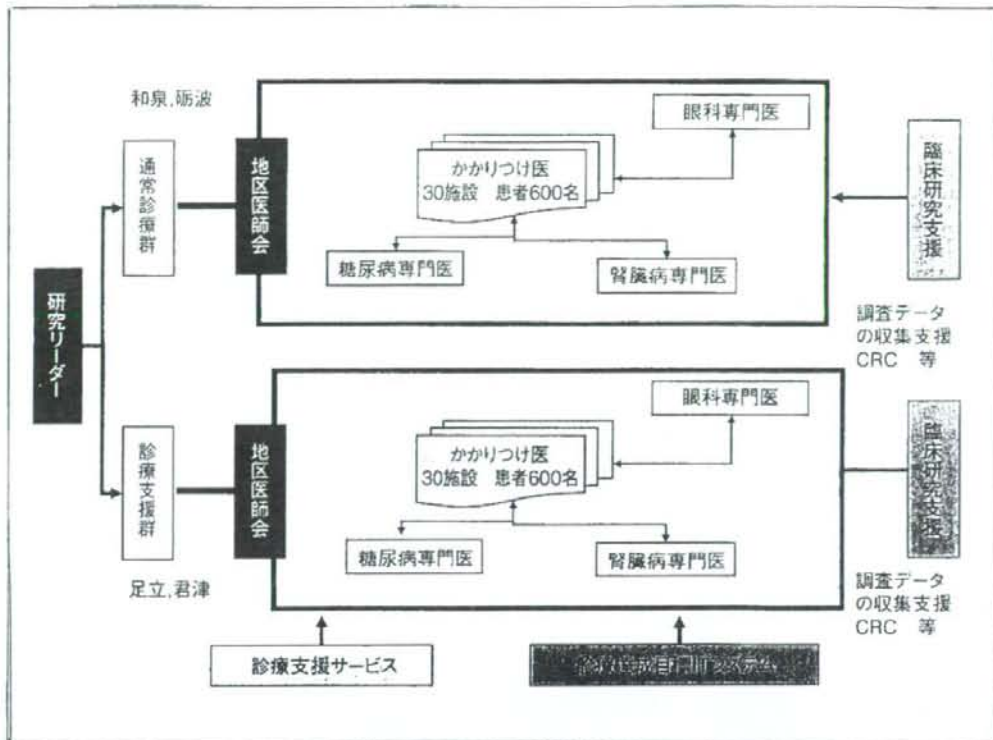 和泉,砺波
通常診療群
地区医師会
眼科専門医
かかりつけ医
30施設 患者600名
糖尿病専門医
腎臓病専門医
臨床研究支援
調査データ
の収集支援
CRC 等
研究リーダー
診療支援群
地区医師会
眼科専門医
かかりつけ医
30施設 患者600名
糖尿病専門医
腎臓病専門医
臨床研究支援
調査データ
の収集支援
CRC 等
足立,君津
診療支援サービス